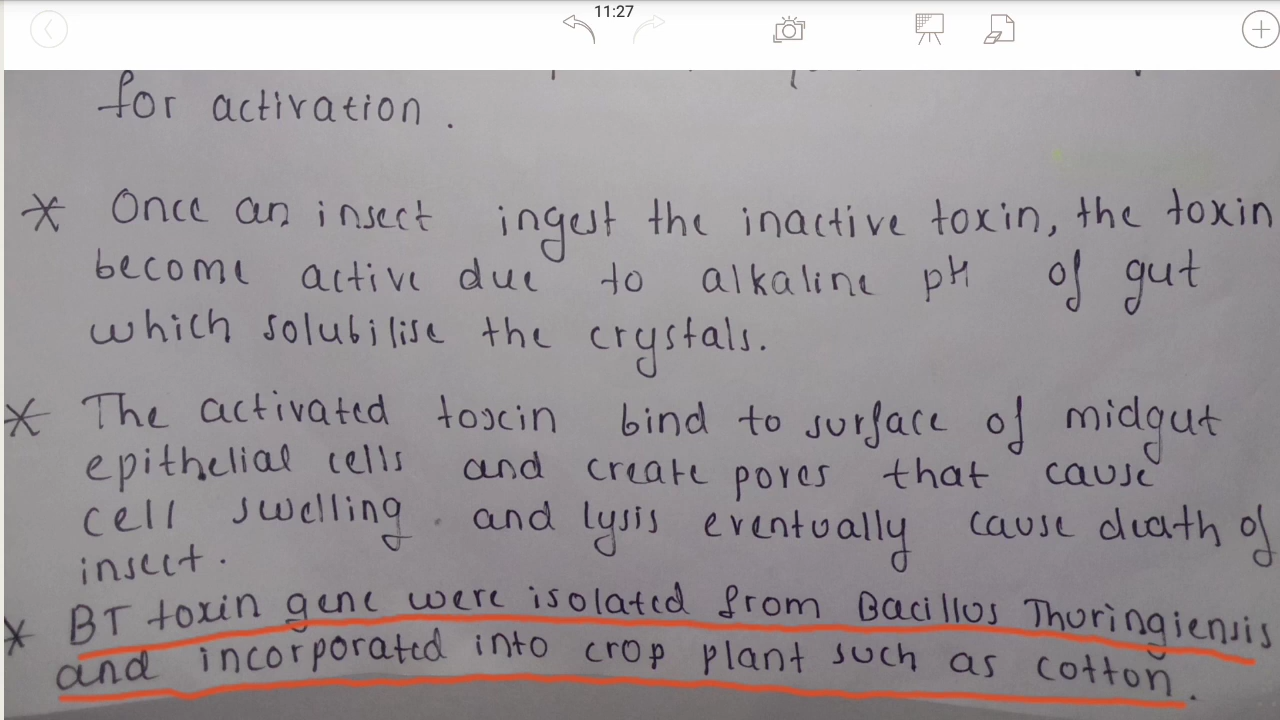 11:27
for activation.
* Once an insect ingest the inactive toxin, the toxin
become active due to alkaline pH of gut
which solubilise the crystals.
* The activated toxin bind to surface of midgut
epithelial cells and create pores that cause
cell swelling and lysis eventually cause death of
insect.
* BT toxin gene were isolated from Bacillus Thuringiensis
and incorporated into crop plant such as cotton.